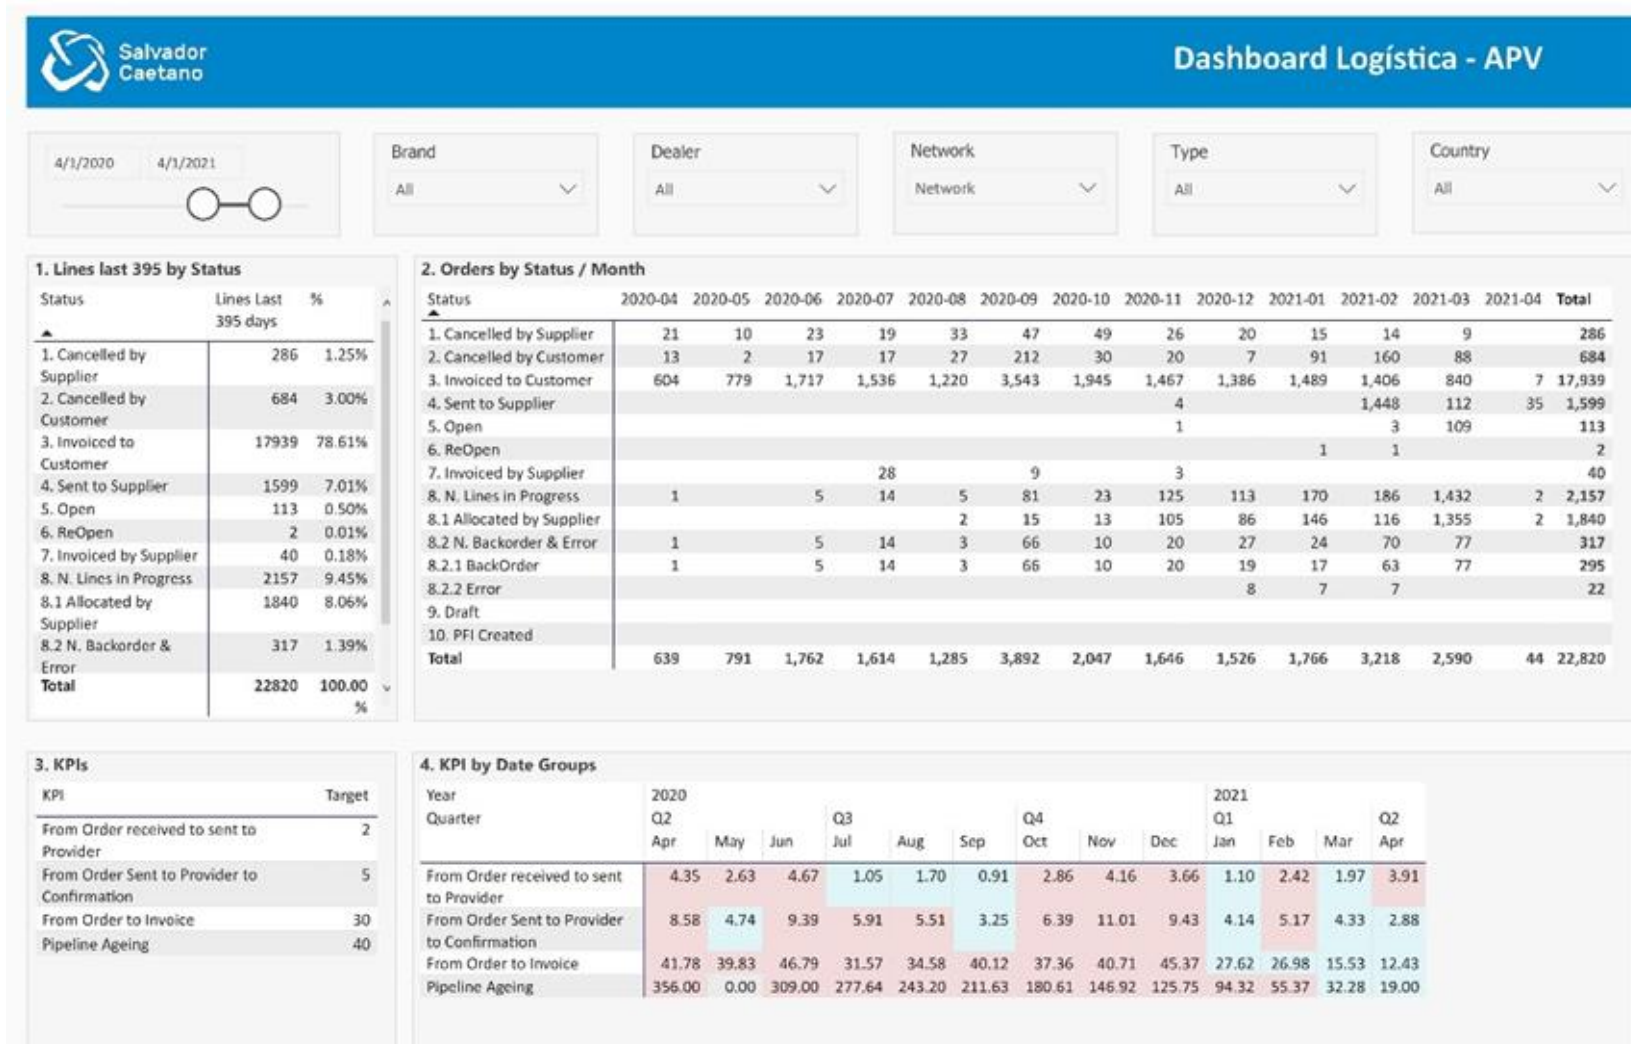 Salvador
Caetano
Dashboard Logística - APV
4/1/2020 4/1/2021
Brand
All
Dealer
All
Network
Network
Type
All
Country
All
1. Lines last 395 by Status
Status Lines Last 395 days %
1. Cancelled by Supplier 286 1.25%
2. Cancelled by Customer 684 3.00%
3. Invoiced to Customer 17939 78.61%
4. Sent to Supplier 1599 7.01%
5. Open 113 0.50%
6. ReOpen 2 0.01%
7. Invoiced by Supplier 40 0.18%
8. N. Lines in Progress 2157 9.45%
8.1 Allocated by Supplier 1840 8.06%
8.2 N. Backorder & Error 317 1.39%
Total 22820 100.00 %
2. Orders by Status / Month
Status 2020-04 2020-05 2020-06 2020-07 2020-08 2020-09 2020-10 2020-11 2020-12 2021-01 2021-02 2021-03 2021-04 Total
1. Cancelled by Supplier 21 10 23 19 33 47 49 26 20 15 14 9 286
2. Cancelled by Customer 13 2 17 17 27 212 30 20 7 91 160 88 684
3. Invoiced to Customer 604 779 1,717 1,536 1,220 3,543 1,945 1,467 1,386 1,489 1,406 840 7 17,939
4. Sent to Supplier 4 1,448 112 35 1,599
5. Open 1 3 109 113
6. ReOpen 1 1 2
7. Invoiced by Supplier 28 9 3 40
8. N. Lines in Progress 1 5 14 5 81 23 125 113 170 186 1,432 2 2,157
8.1 Allocated by Supplier 2 15 13 105 86 146 116 1,355 2 1,840
8.2 N. Backorder & Error 1 5 14 3 66 10 20 27 24 70 77 317
8.2.1 BackOrder 1 5 14 3 66 10 20 19 17 63 77 295
8.2.2 Error 8 7 7 22
9. Draft
10. PFI Created
Total 639 791 1,762 1,614 1,285 3,892 2,047 1,646 1,526 1,766 3,218 2,590 44 22,820
3. KPIs
KPI Target
From Order received to sent to Provider 2
From Order Sent to Provider to Confirmation 5
From Order to Invoice 30
Pipeline Ageing 40
4. KPI by Date Groups
Year 2020 2021
Quarter Q2 Q3 Q4 Q1 Q2
Apr May Jun Jul Aug Sep Oct Nov Dec Jan Feb Mar Apr
From Order received to sent to Provider 4.35 2.63 4.67 1.05 1.70 0.91 2.86 4.16 3.66 1.10 2.42 1.97 3.91
From Order Sent to Provider to Confirmation 8.58 4.74 9.39 5.91 5.51 3.25 6.39 11.01 9.43 4.14 5.17 4.33 2.88
From Order to Invoice 41.78 39.83 46.79 31.57 34.58 40.12 37.36 40.71 45.37 27.62 26.98 15.53 12.43
Pipeline Ageing 356.00 0.00 309.00 277.64 243.20 211.63 180.61 146.92 125.75 94.32 55.37 32.28 19.00